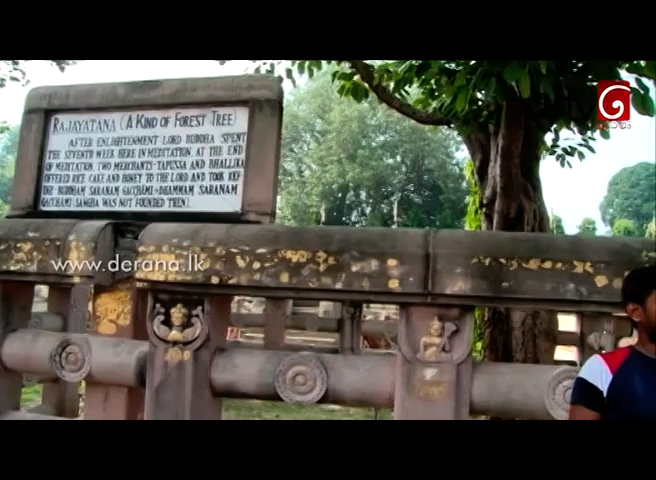 RAJAYATANA (A KIND OF FOREST TREE)
AFTER ENLIGHTENMENT LORD BUDDHA SPENT
THE SEVENTH WEEK HERE IN MEDITATION. AT THE END
OF MEDITATION, TWO MERCHANTS-TAPUSSA AND BHALLIKA
OFFERED RICE CAKE AND HONEY TO THE LORD AND TOOK REF
UGE-BUDDHAM SARANAM GACCHAMI-DHAMMAM SARANAM
GACCHAMI. (SANGHA WAS NOT FOUNDED THEN).
www.derana.lk